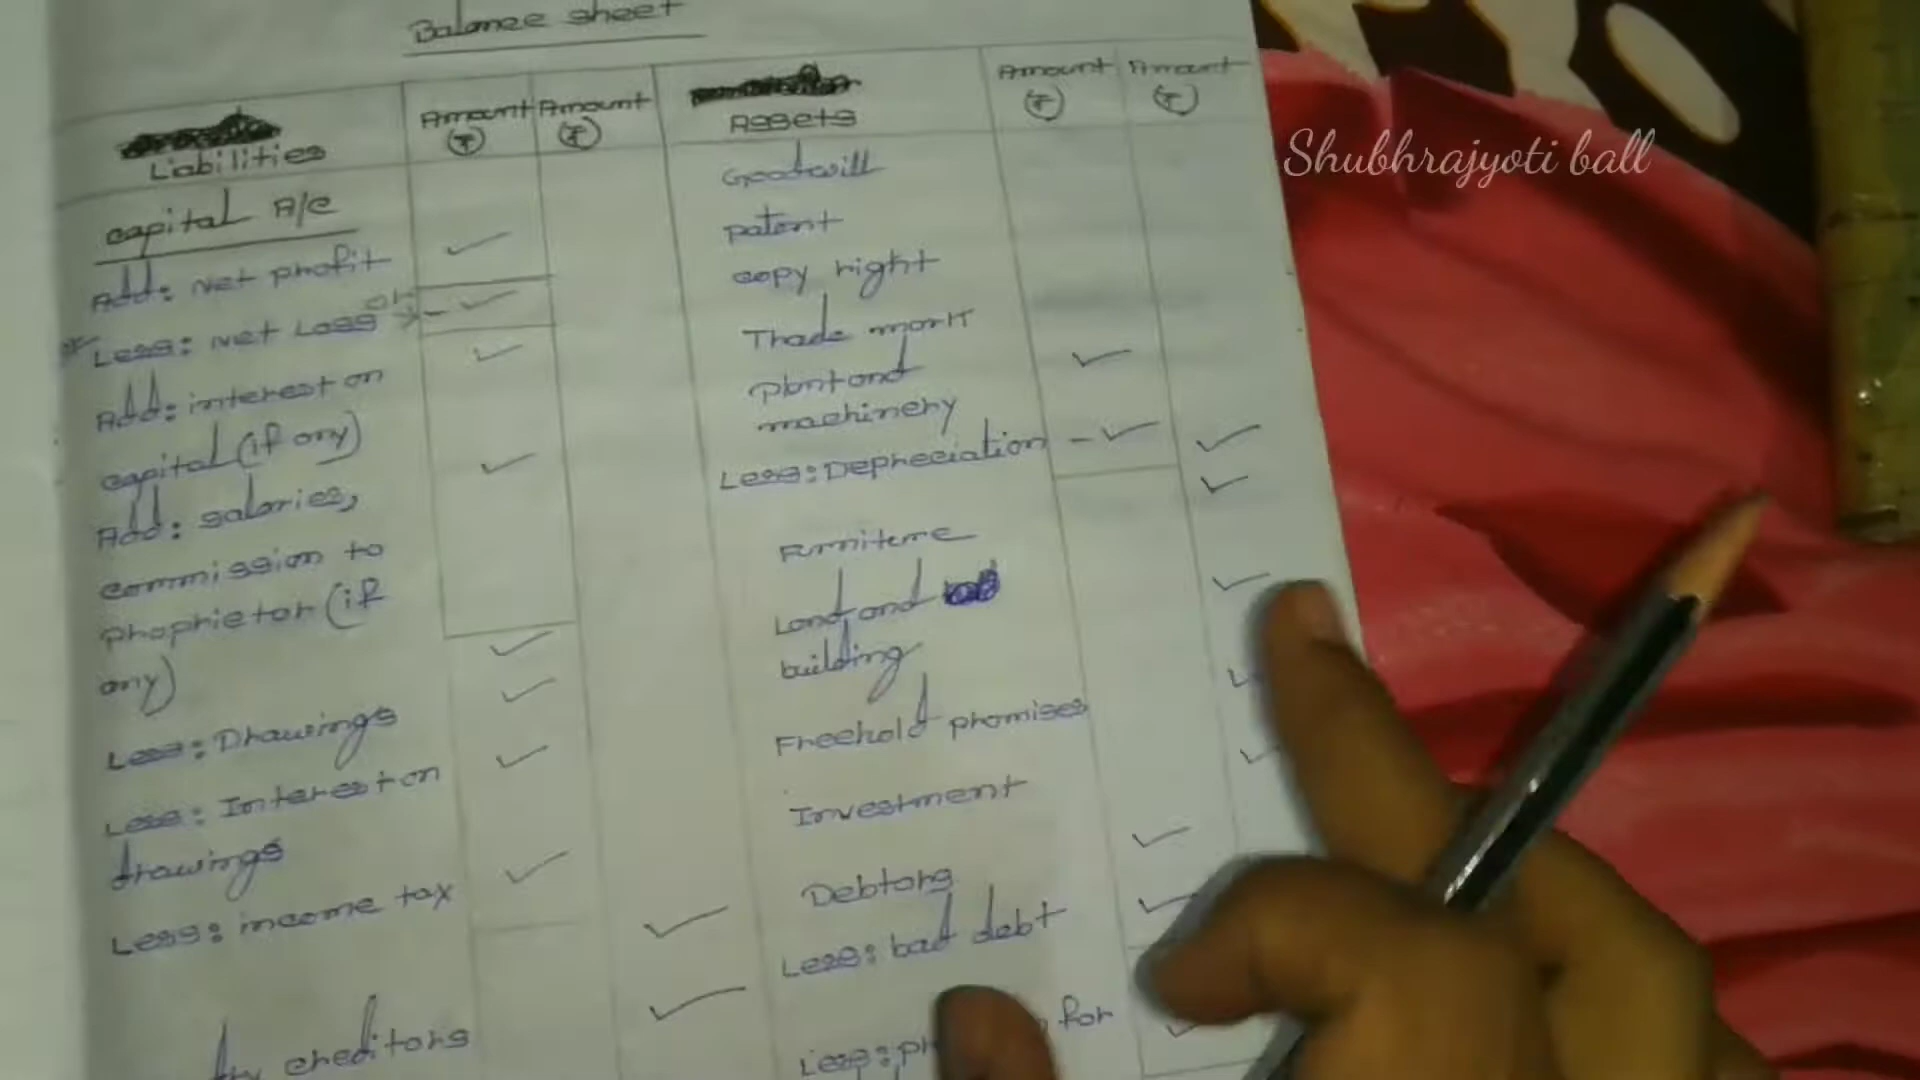 Balance sheet
Liabilities
Amount
(₹)
Amount
(₹)
Assets
Amount
(₹)
Amount
(₹)
capital A/c
Add: Net profit
or
Less: Net Loss
Add: interest on
capital (if any)
Add: salaries,
commission to
proprietor (if
any)
Less: Drawings
Less: Interest on
drawings
Less: income tax
creditors
Goodwill
patent
copy right
Trade mark
Plant and
machinery
Less: Depreciation
Furniture
Land and
building
Freehold premises
Investment
Debtors
Less: bad debt
Less: for
Shubhrajyoti ball